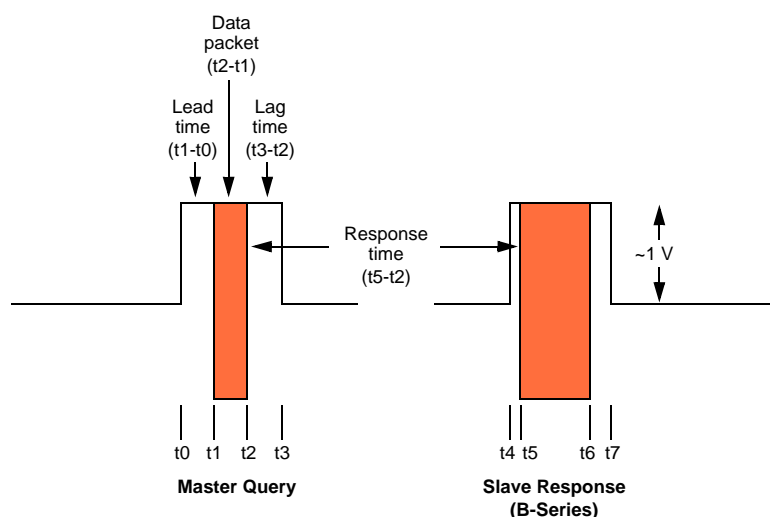 Data
packet
(t2-t1)
Lead
time
(t1-t0)
Lag
time
(t3-t2)
Response
time
(t5-t2)
~1 V
t0 t1 t2 t3
t4 t5 t6 t7
Master Query
Slave Response
(B-Series)